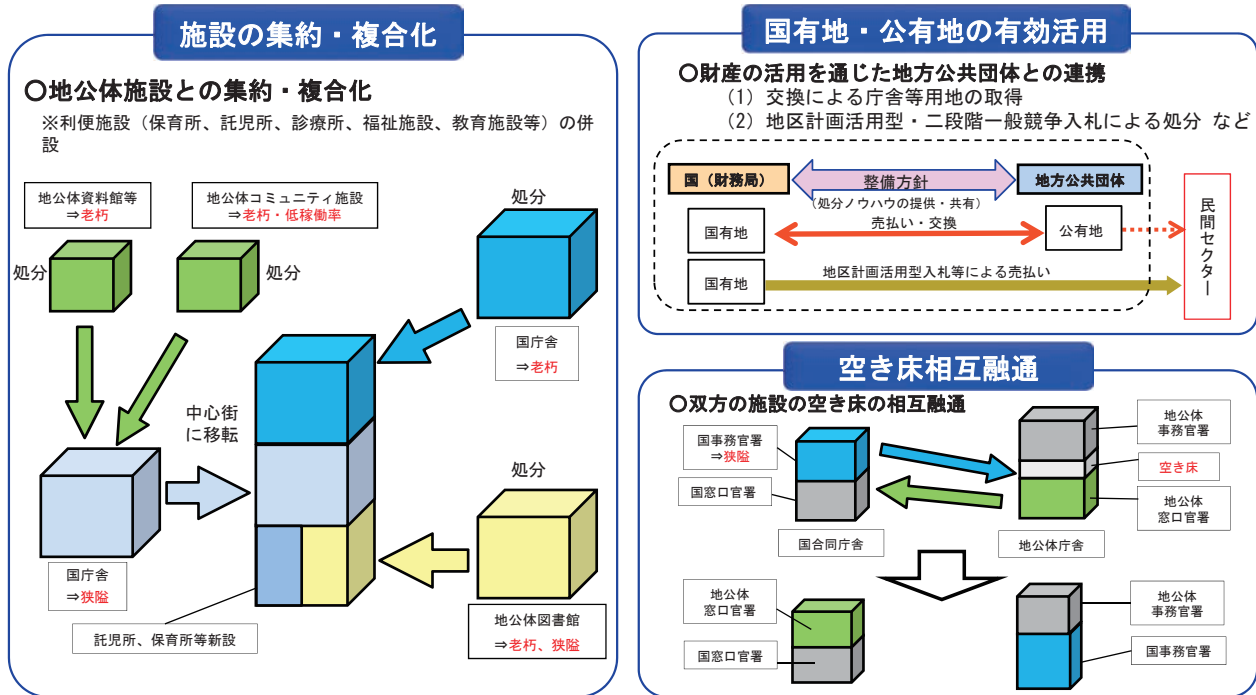 施設の集約・複合化
〇地公体施設との集約・複合化
※利便施設（保育所、託児所、診療所、福祉施設、教育施設等）の併
設
地公体資料館等
⇒老朽
地公体コミュニティ施設
⇒老朽・低稼働率
処分
処分
処分
国庁舎
⇒老朽
中心街
に移転
国庁舎
⇒狭隘
処分
地公体図書館
⇒老朽、狭隘
託児所、保育所等新設
国有地・公有地の有効活用
〇財産の活用を通じた地方公共団体との連携
（1）交換による庁舎等用地の取得
（2）地区計画活用型・二段階一般競争入札による処分 など
国（財務局）
整備方針
地方公共団体
（処分ノウハウの提供・共有）
売払い・交換
国有地
公有地
国有地
地区計画活用型入札等による売払い
民間セクター
空き床相互融通
〇双方の施設の空き床の相互融通
国事務官署
⇒狭隘
国窓口官署
国合同庁舎
地公体
事務官署
空き床
地公体
窓口官署
地公体庁舎
地公体
窓口官署
国窓口官署
地公体
事務官署
国事務官署